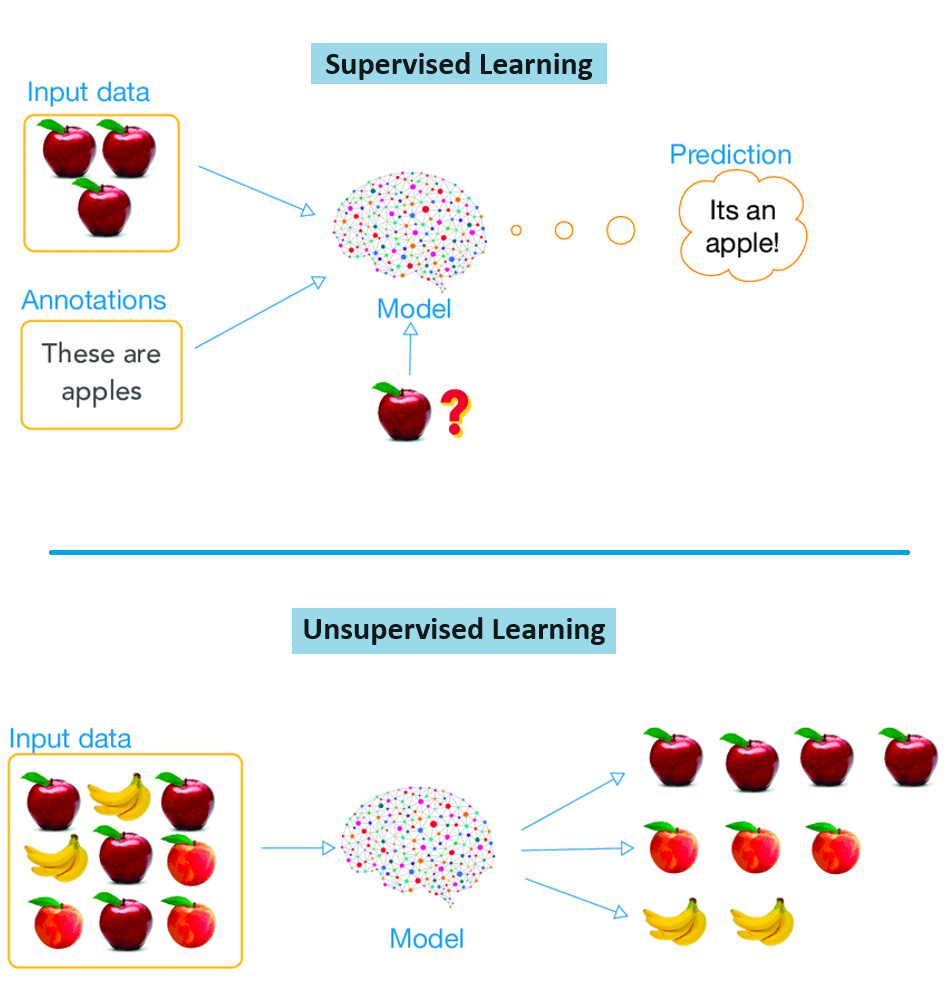 Supervised Learning
Input data
Prediction
Its an
apple!
Annotations
These are
apples
Model
?
Unsupervised Learning
Input data
Model